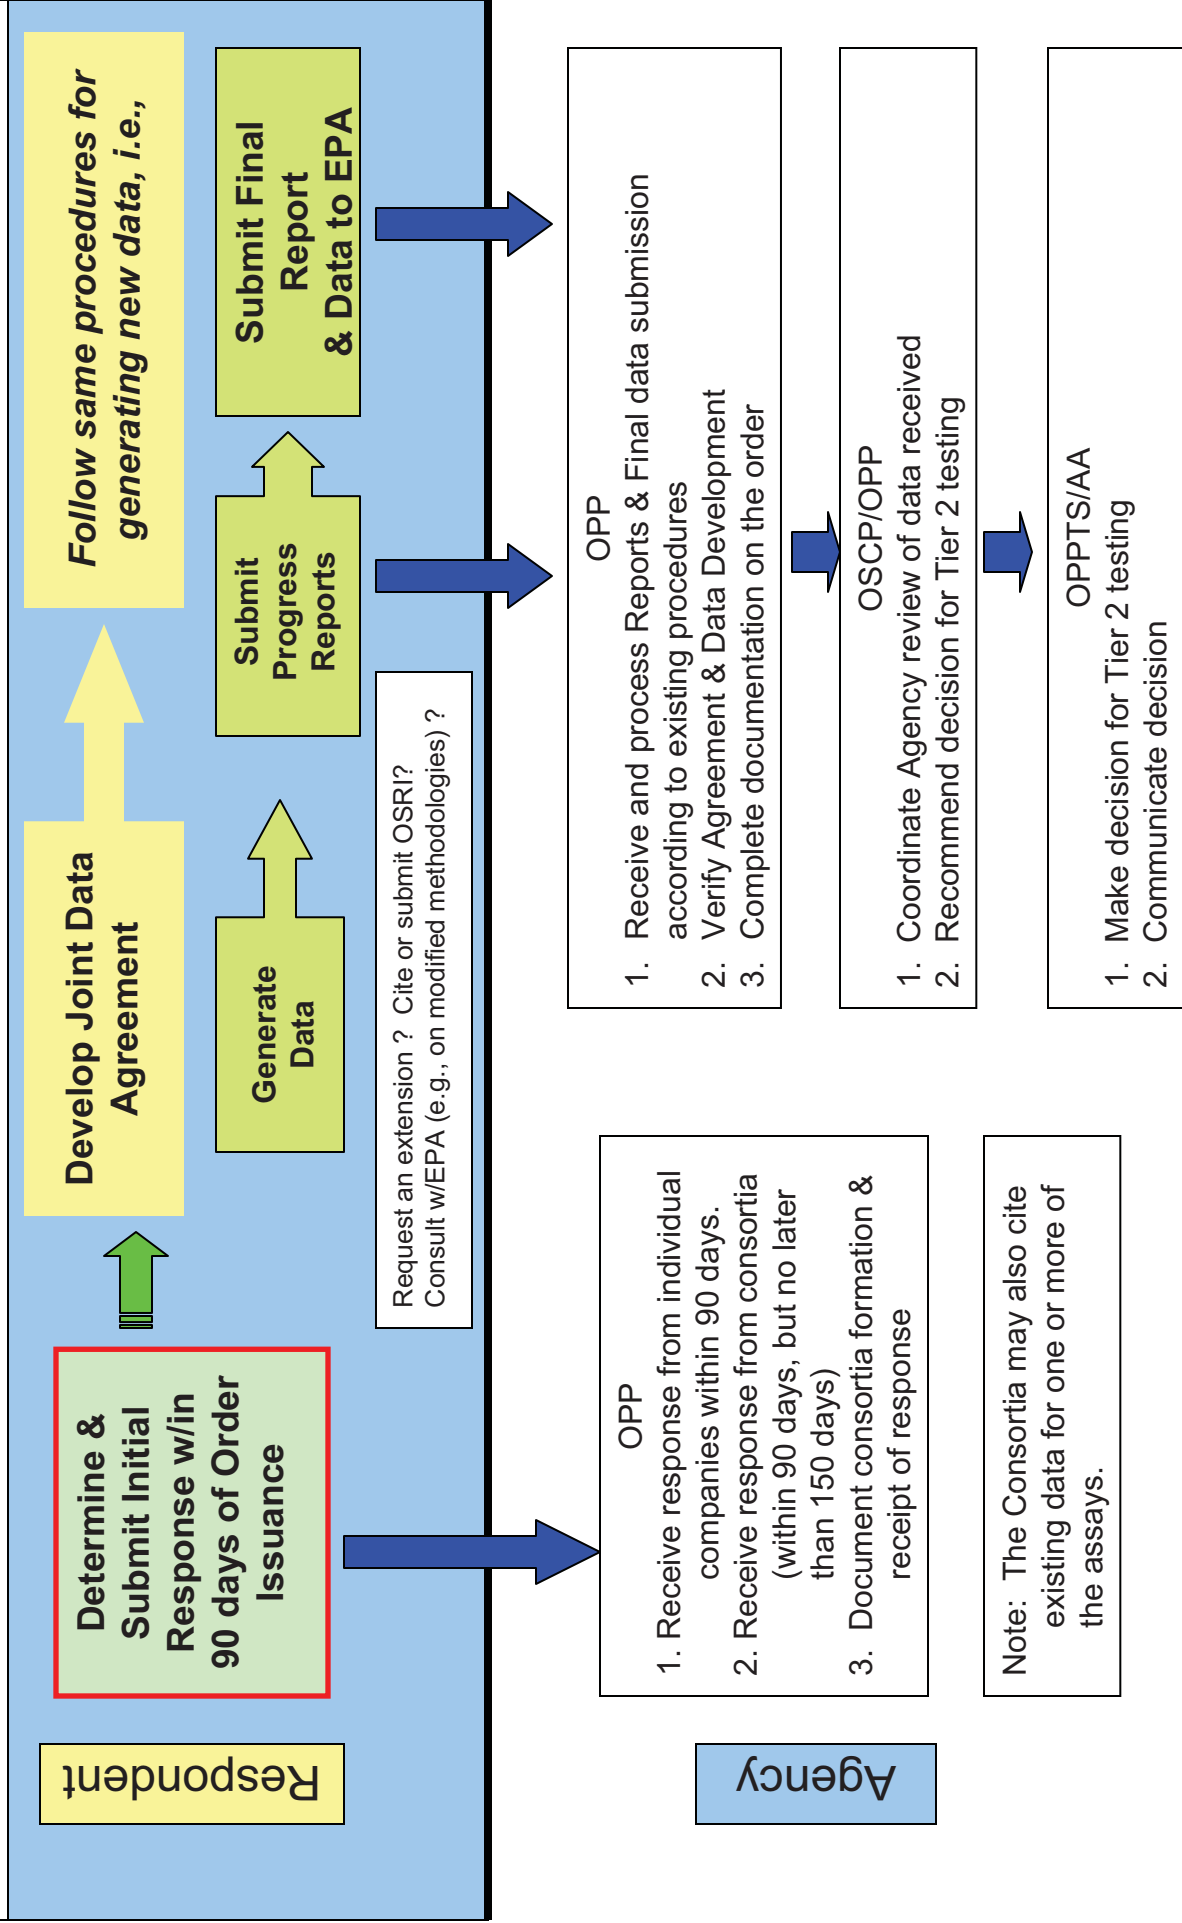 Respondent
Determine &
Submit Initial
Response w/in
90 days of Order
Issuance
Develop Joint Data
Agreement
Follow same procedures for
generating new data, i.e.,
Generate
Data
Submit
Progress
Reports
Submit Final
Report
& Data to EPA
Request an extension ?  Cite or submit OSRI?
Consult w/EPA (e.g., on modified methodologies) ?
Agency
OPP
1. Receive response from individual
companies within 90 days.
2. Receive response from consortia
(within 90 days, but no later
than 150 days)
3.  Document consortia formation &
receipt of response
Note:  The Consortia may also cite
existing data for one or more of
the assays.
OPP
1.  Receive and process Reports & Final data submission
according to existing procedures
2.  Verify Agreement & Data Development
3.  Complete documentation on the order
OSCP/OPP
1.  Coordinate Agency review of data received
2.  Recommend decision for Tier 2 testing
OPPTS/AA
1.  Make decision for Tier 2 testing
2.  Communicate decision